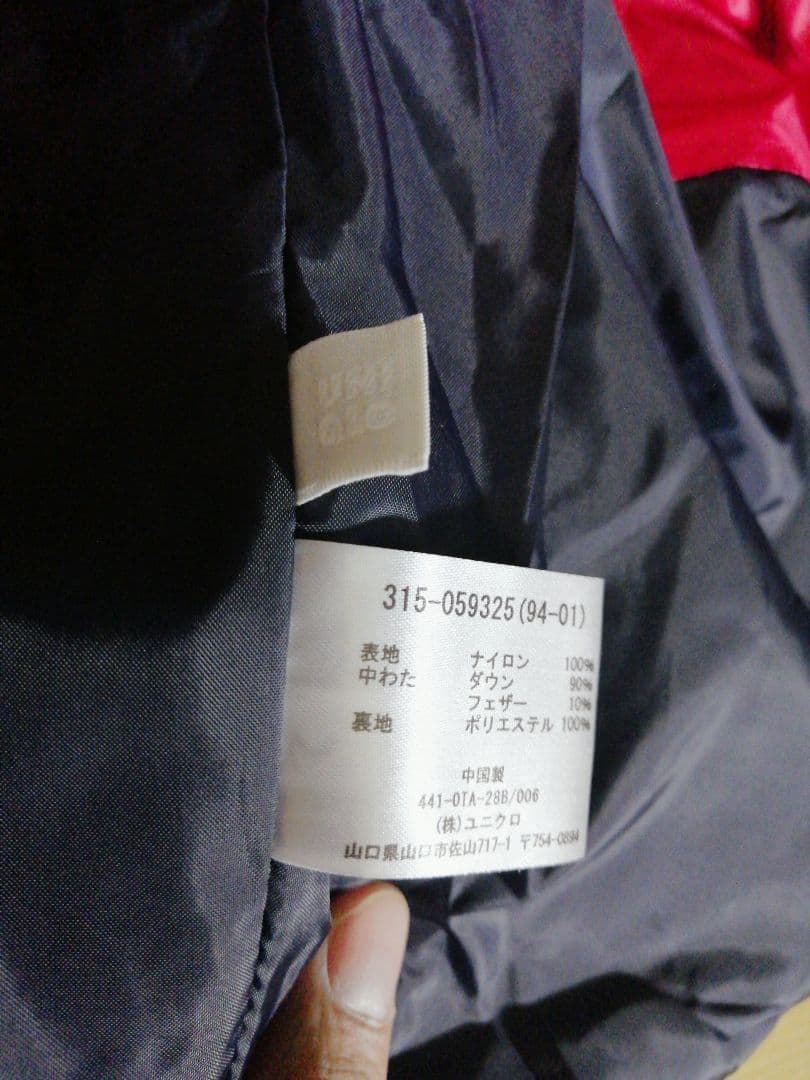 UNI
QLO
315-059325(94-01)
表地 ナイロン 100%
中わた ダウン 90%
フェザー 10%
裏地 ポリエステル 100%
中国製
441-OTA-28B/006
(株)ユニクロ
山口県山口市佐山717-1 〒754-0894